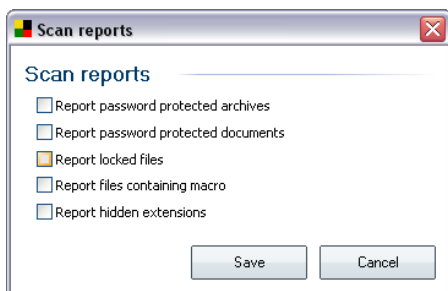 Scan reports
Scan reports
Report password protected archives
Report password protected documents
Report locked files
Report files containing macro
Report hidden extensions
Save Cancel